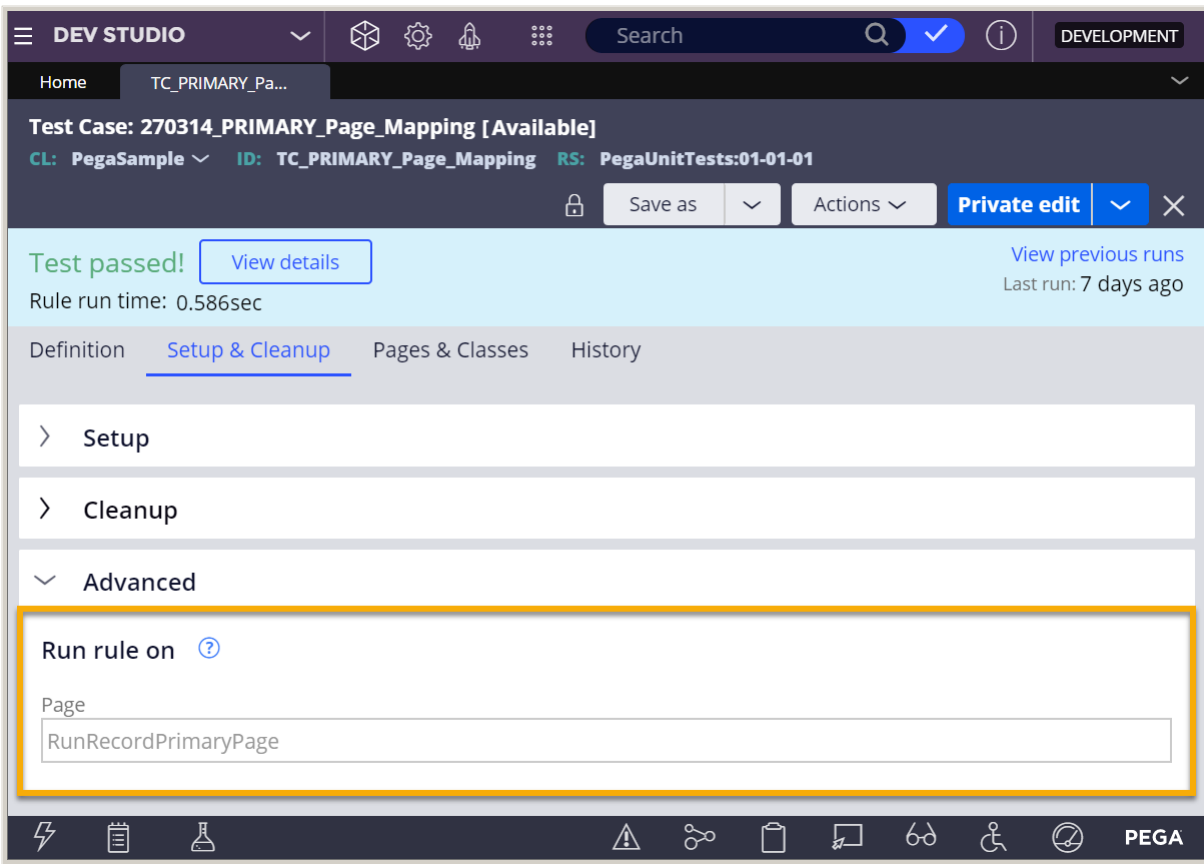 DEV STUDIO
Search
DEVELOPMENT
Home
TC_PRIMARY_Pa...
Test Case: 270314_PRIMARY_Page_Mapping [Available]
CL: PegaSample ID: TC_PRIMARY_Page_Mapping RS: PegaUnitTests:01-01-01
Save as
Actions
Private edit
Test passed!
View details
View previous runs
Rule run time: 0.586sec
Last run: 7 days ago
Definition
Setup & Cleanup
Pages & Classes
History
Setup
Cleanup
Advanced
Run rule on ?
Page
RunRecordPrimaryPage
PEGA